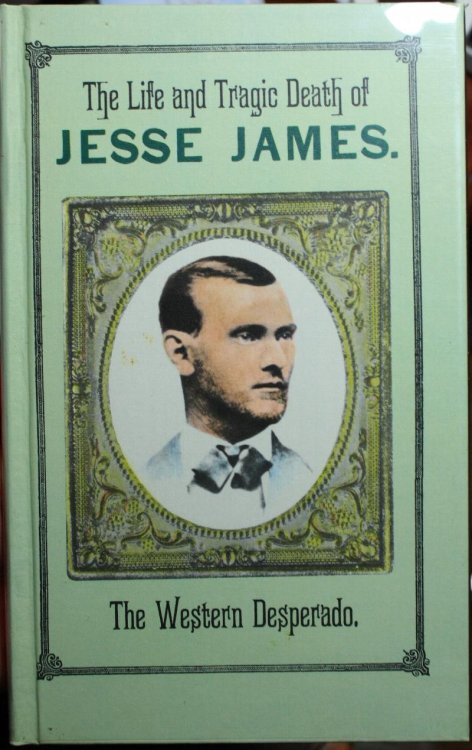 The Life and Tragic Death of
JESSE JAMES.
The Western Desperado.